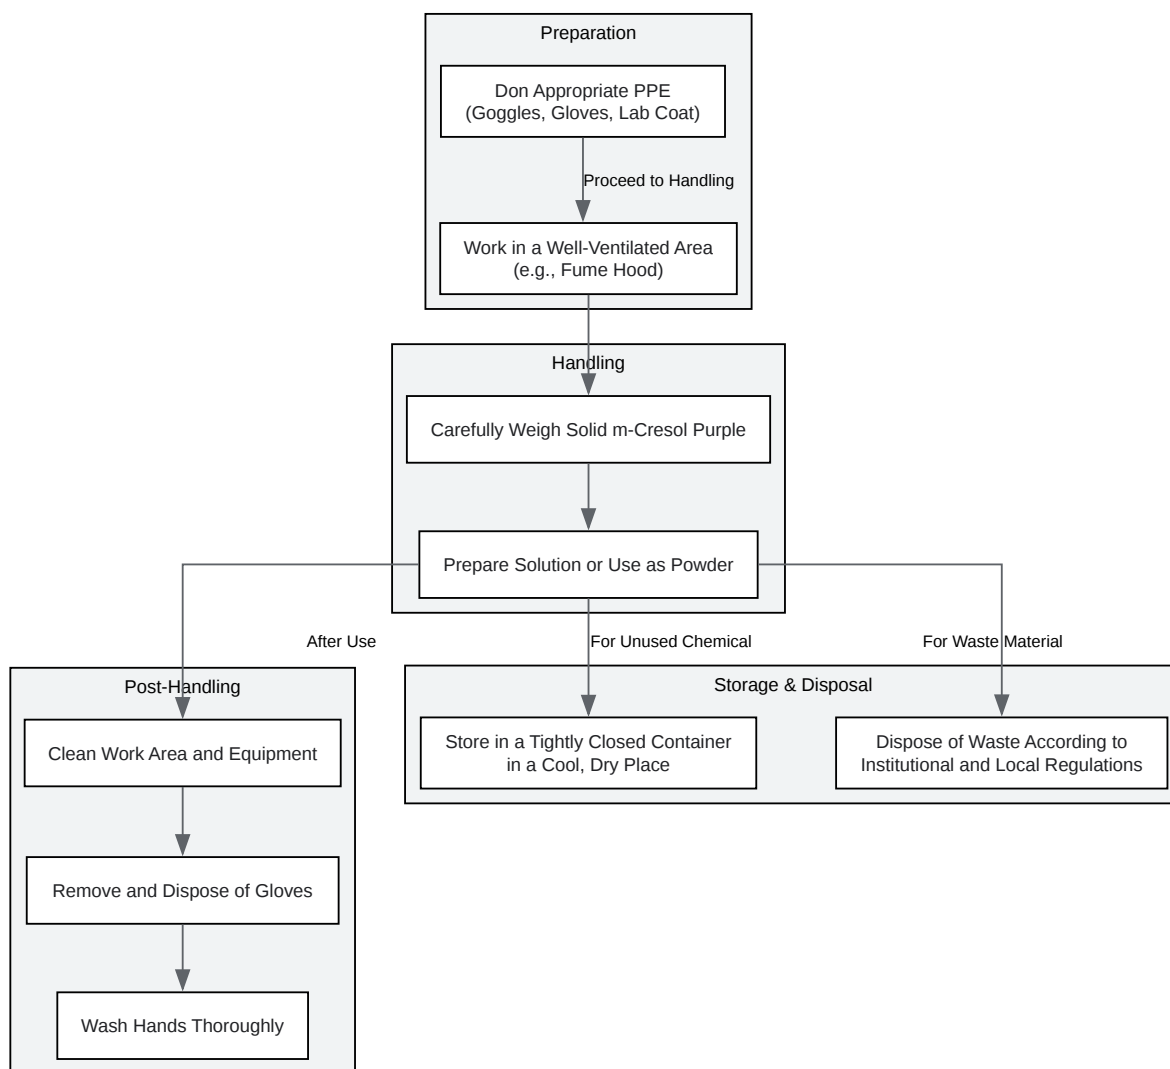 Preparation
Don Appropriate PPE
(Goggles, Gloves, Lab Coat)
Proceed to Handling
Work in a Well-Ventilated Area
(e.g., Fume Hood)
Handling
Carefully Weigh Solid m-Cresol Purple
Prepare Solution or Use as Powder
After Use
For Unused Chemical
For Waste Material
Post-Handling
Clean Work Area and Equipment
Remove and Dispose of Gloves
Wash Hands Thoroughly
Storage & Disposal
Store in a Tightly Closed Container
in a Cool, Dry Place
Dispose of Waste According to
Institutional and Local Regulations